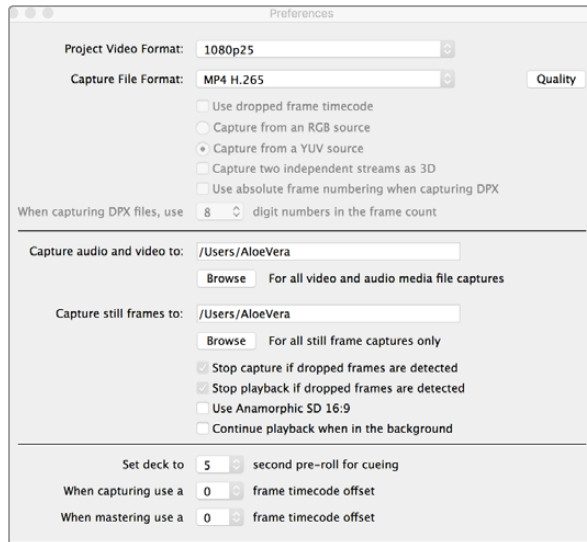 Preferences
Project Video Format: 1080p25
Capture File Format: MP4 H.265 Quality
Use dropped frame timecode
Capture from an RGB source
Capture from a YUV source
Capture two independent streams as 3D
Use absolute frame numbering when capturing DPX
When capturing DPX files, use 8 digit numbers in the frame count
Capture audio and video to: /Users/AloeVera
Browse For all video and audio media file captures
Capture still frames to: /Users/AloeVera
Browse For all still frame captures only
Stop capture if dropped frames are detected
Stop playback if dropped frames are detected
Use Anamorphic SD 16:9
Continue playback when in the background
Set deck to 5 second pre-roll for cueing
When capturing use a 0 frame timecode offset
When mastering use a 0 frame timecode offset